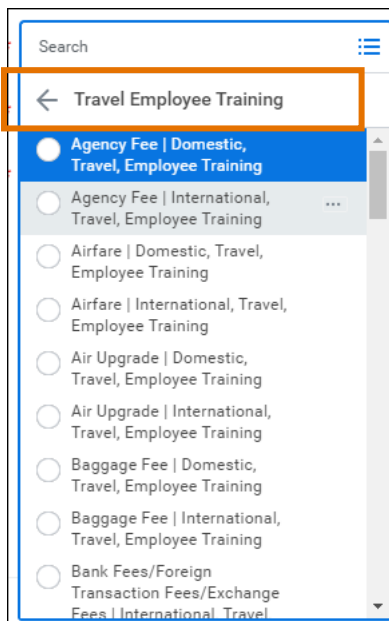 Search
Travel Employee Training
Agency Fee | Domestic,
Travel, Employee Training
Agency Fee | International,
Travel, Employee Training
Airfare | Domestic, Travel,
Employee Training
Airfare | International, Travel,
Employee Training
Air Upgrade | Domestic,
Travel, Employee Training
Air Upgrade | International,
Travel, Employee Training
Baggage Fee | Domestic,
Travel, Employee Training
Baggage Fee | International,
Travel, Employee Training
Bank Fees/Foreign
Transaction Fees/Exchange
Fees | International, Travel